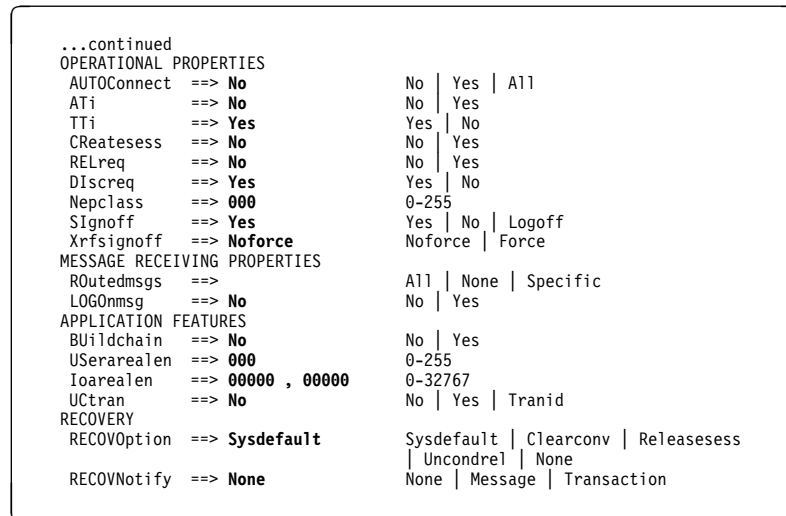 ...continued
OPERATIONAL PROPERTIES
AUTOConnect ==> No No | Yes | All
ATi ==> No No | Yes
TTi ==> Yes Yes | No
CReatesess ==> No No | Yes
RELreq ==> No No | Yes
DIscreq ==> Yes Yes | No
Nepclass ==> 000 0-255
SIgnoff ==> Yes Yes | No | Logoff
Xrfsignoff ==> Noforce Noforce | Force
MESSAGE RECEIVING PROPERTIES
ROutedmsgs ==> All | None | Specific
LOGOnmsg ==> No No | Yes
APPLICATION FEATURES
BUildchain ==> No No | Yes
USerarealen ==> 000 0-255
Ioarealen ==> 00000 , 00000 0-32767
UCtran ==> No No | Yes | Tranid
RECOVERY
RECOVOption ==> Sysdefault Sysdefault | Clearconv | Releasesess
| Uncondrel | None
RECOVNotify ==> None None | Message | Transaction